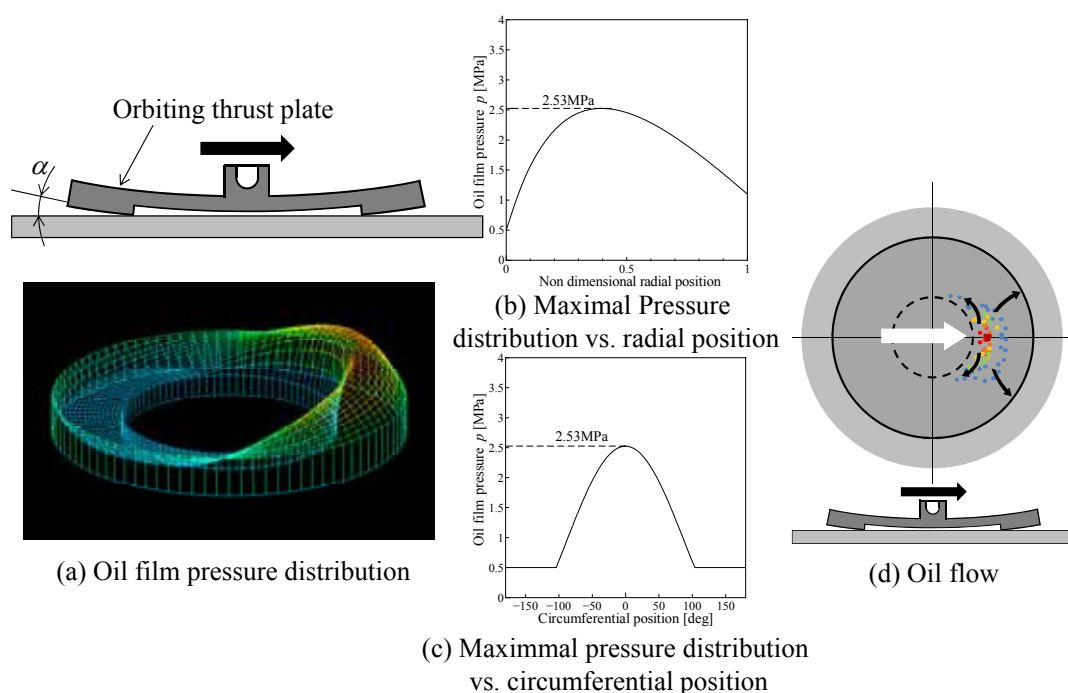 Orbiting thrust plate
α
(a) Oil film pressure distribution
Oil film pressure p [MPa]
4
3.5
3
2.5
2
1.5
1
0.5
0
2.53MPa
0
0.5
1
Non dimensional radial position
(b) Maximal Pressure
distribution vs. radial position
Oil film pressure p [MPa]
4
3.5
3
2.5
2
1.5
1
0.5
0
2.53MPa
−150
−100
−50
0
50
100
150
Circumferential position [deg]
(c) Maximmal pressure distribution
vs. circumferential position
(d) Oil flow